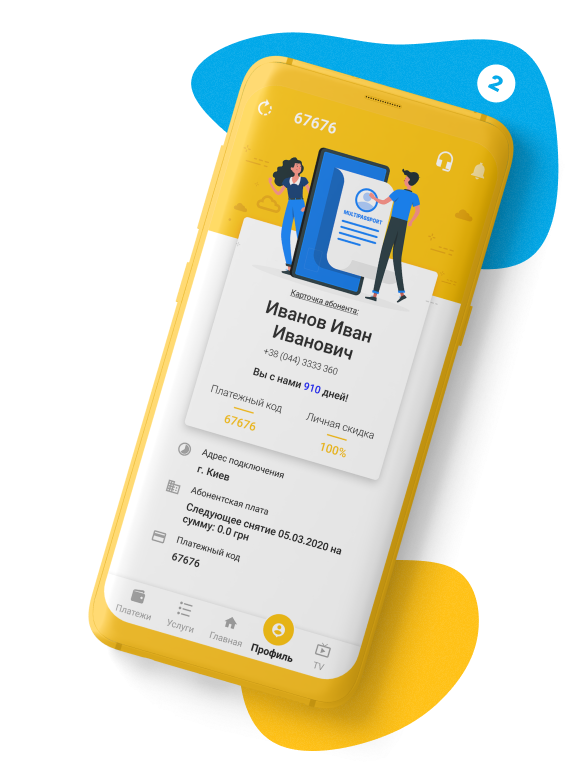 2
67676
MULTIPASSPORT
Карточка абонента:
Иванов Иван
Иванович
+38 (044) 3333 360
Вы с нами 910 дней!
Платежный код
67676
Личная скидка
100%
Адрес подключения
г. Киев
Абонентская плата
Следующее снятие 05.03.2020 на
сумму: 0.0 грн
Платежный код
67676
Платежи
Услуги
Главная
Профиль
TV